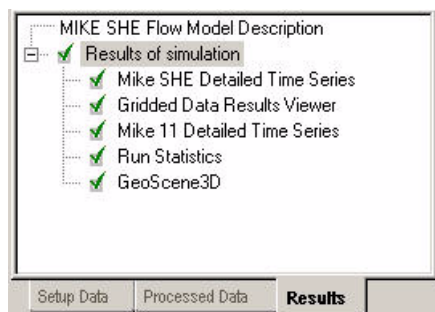 MIKE SHE Flow Model Description
Results of simulation
Mike SHE Detailed Time Series
Gridded Data Results Viewer
Mike 11 Detailed Time Series
Run Statistics
GeoScene3D
Setup Data Processed Data Results